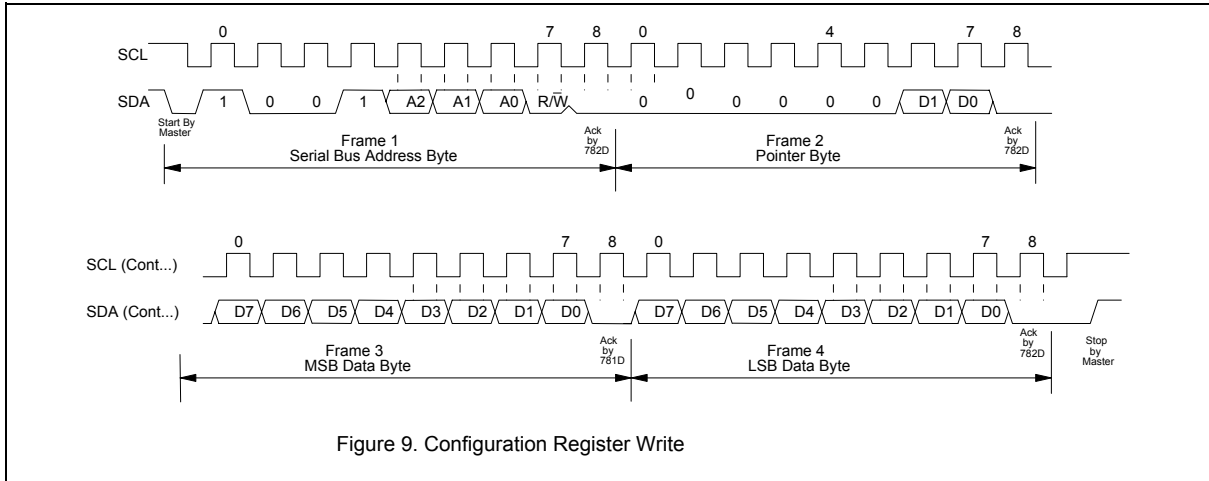 0 7 8 0 4 7 8
SCL
SDA 1 0 0 1 A2 A1 A0 R/W̅ 0 0 0 0 0 0 D1 D0
Start By
Master
Ack
by
782D
Ack
by
782D
Frame 1
Serial Bus Address Byte
Frame 2
Pointer Byte
0 7 8 0 7 8
SCL (Cont...)
SDA (Cont...) D7 D6 D5 D4 D3 D2 D1 D0 D7 D6 D5 D4 D3 D2 D1 D0
Ack
by
781D
Ack
by
782D
Stop
by
Master
Frame 3
MSB Data Byte
Frame 4
LSB Data Byte
Figure 9. Configuration Register Write